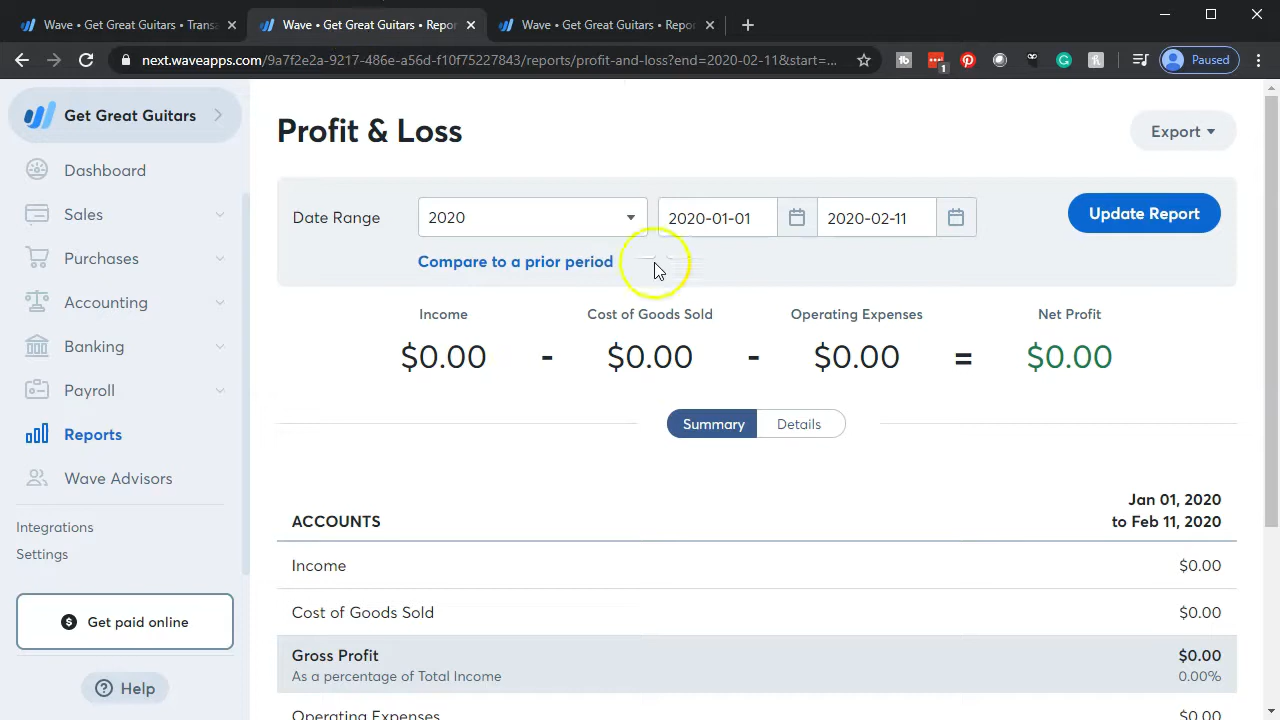 Wave • Get Great Guitars • Transa
Wave • Get Great Guitars • Repor
Wave • Get Great Guitars • Repor
next.waveapps.com/9a7f2e2a-9217-486e-a56d-f10f75227843/reports/profit-and-loss?end=2020-02-11&start=...
1
Paused
Get Great Guitars
Dashboard
Sales
Purchases
Accounting
Banking
Payroll
Reports
Wave Advisors
Integrations
Settings
Get paid online
Help
Profit & Loss
Export
Date Range
2020
2020-01-01
2020-02-11
Update Report
Compare to a prior period
Income
Cost of Goods Sold
Operating Expenses
Net Profit
$0.00 - $0.00 - $0.00 = $0.00
Summary
Details
Jan 01, 2020
ACCOUNTS
to Feb 11, 2020
Income $0.00
Cost of Goods Sold $0.00
Gross Profit $0.00
As a percentage of Total Income 0.00%
Operating Expenses $0.00